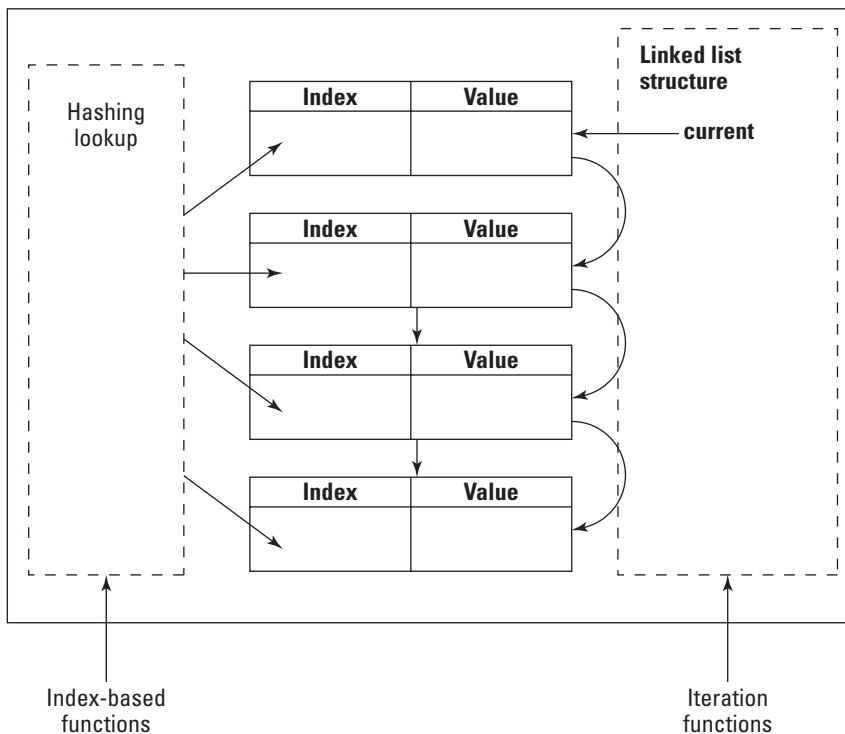 Hashing
lookup
Index Value
Index Value
Index Value
Index Value
Linked list
structure
current
Index-based
functions
Iteration
functions